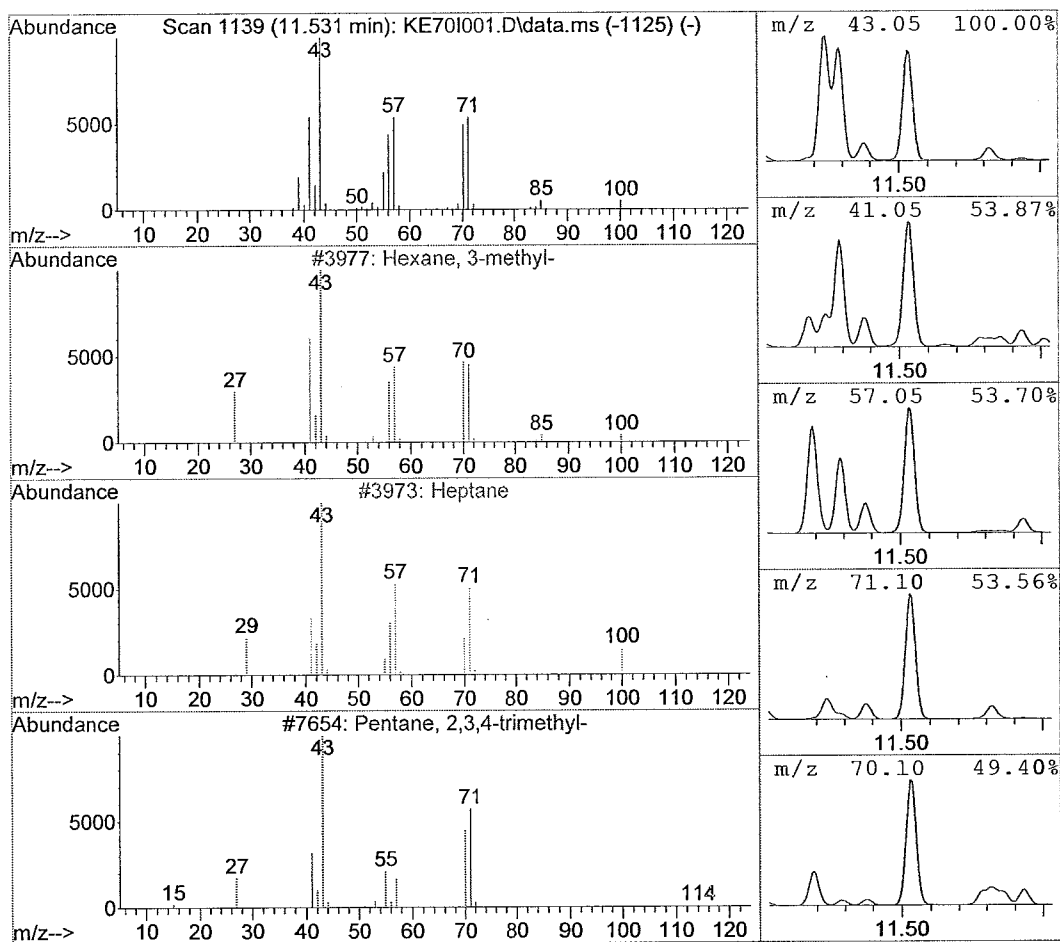 Abundance Scan 1139 (11.531 min): KE70I001.D\data.ms (-1125) (-)
43
57 71
5000
50 85 100
m/z--> 10 20 30 40 50 60 70 80 90 100 110 120
Abundance #3977: Hexane, 3-methyl-
43
5000
57 70
27
85 100
0
m/z--> 10 20 30 40 50 60 70 80 90 100 110 120
Abundance #3973: Heptane
43
57 71
5000
29
100
0
m/z--> 10 20 30 40 50 60 70 80 90 100 110 120
Abundance #7654: Pentane, 2,3,4-trimethyl-
43
71
5000
27 55
15 114
0
m/z--> 10 20 30 40 50 60 70 80 90 100 110 120
m/z 43.05 100.00%
11.50
m/z 41.05 53.87%
11.50
m/z 57.05 53.70%
11.50
m/z 71.10 53.56%
11.50
m/z 70.10 49.40%
11.50